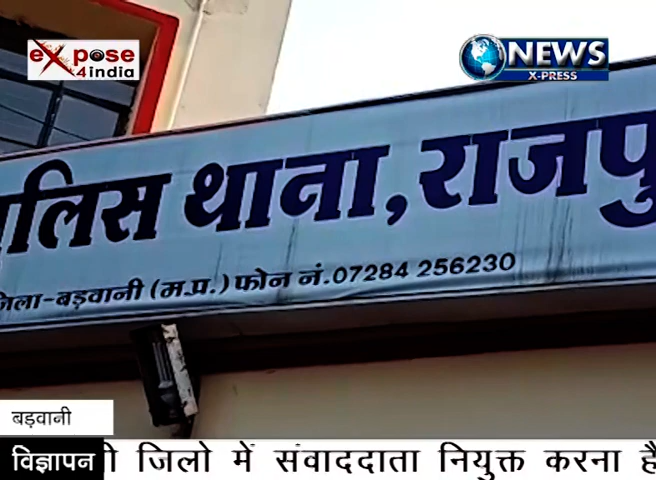 eXpose
4india
NEWS
X-PRESS
पुलिस थाना, राजपु
जिला-बड़वानी (म.प्र.) फोन नं.07284 256230
बड़वानी
विज्ञापन ी जिलो में संवाददाता नियुक्त करना है